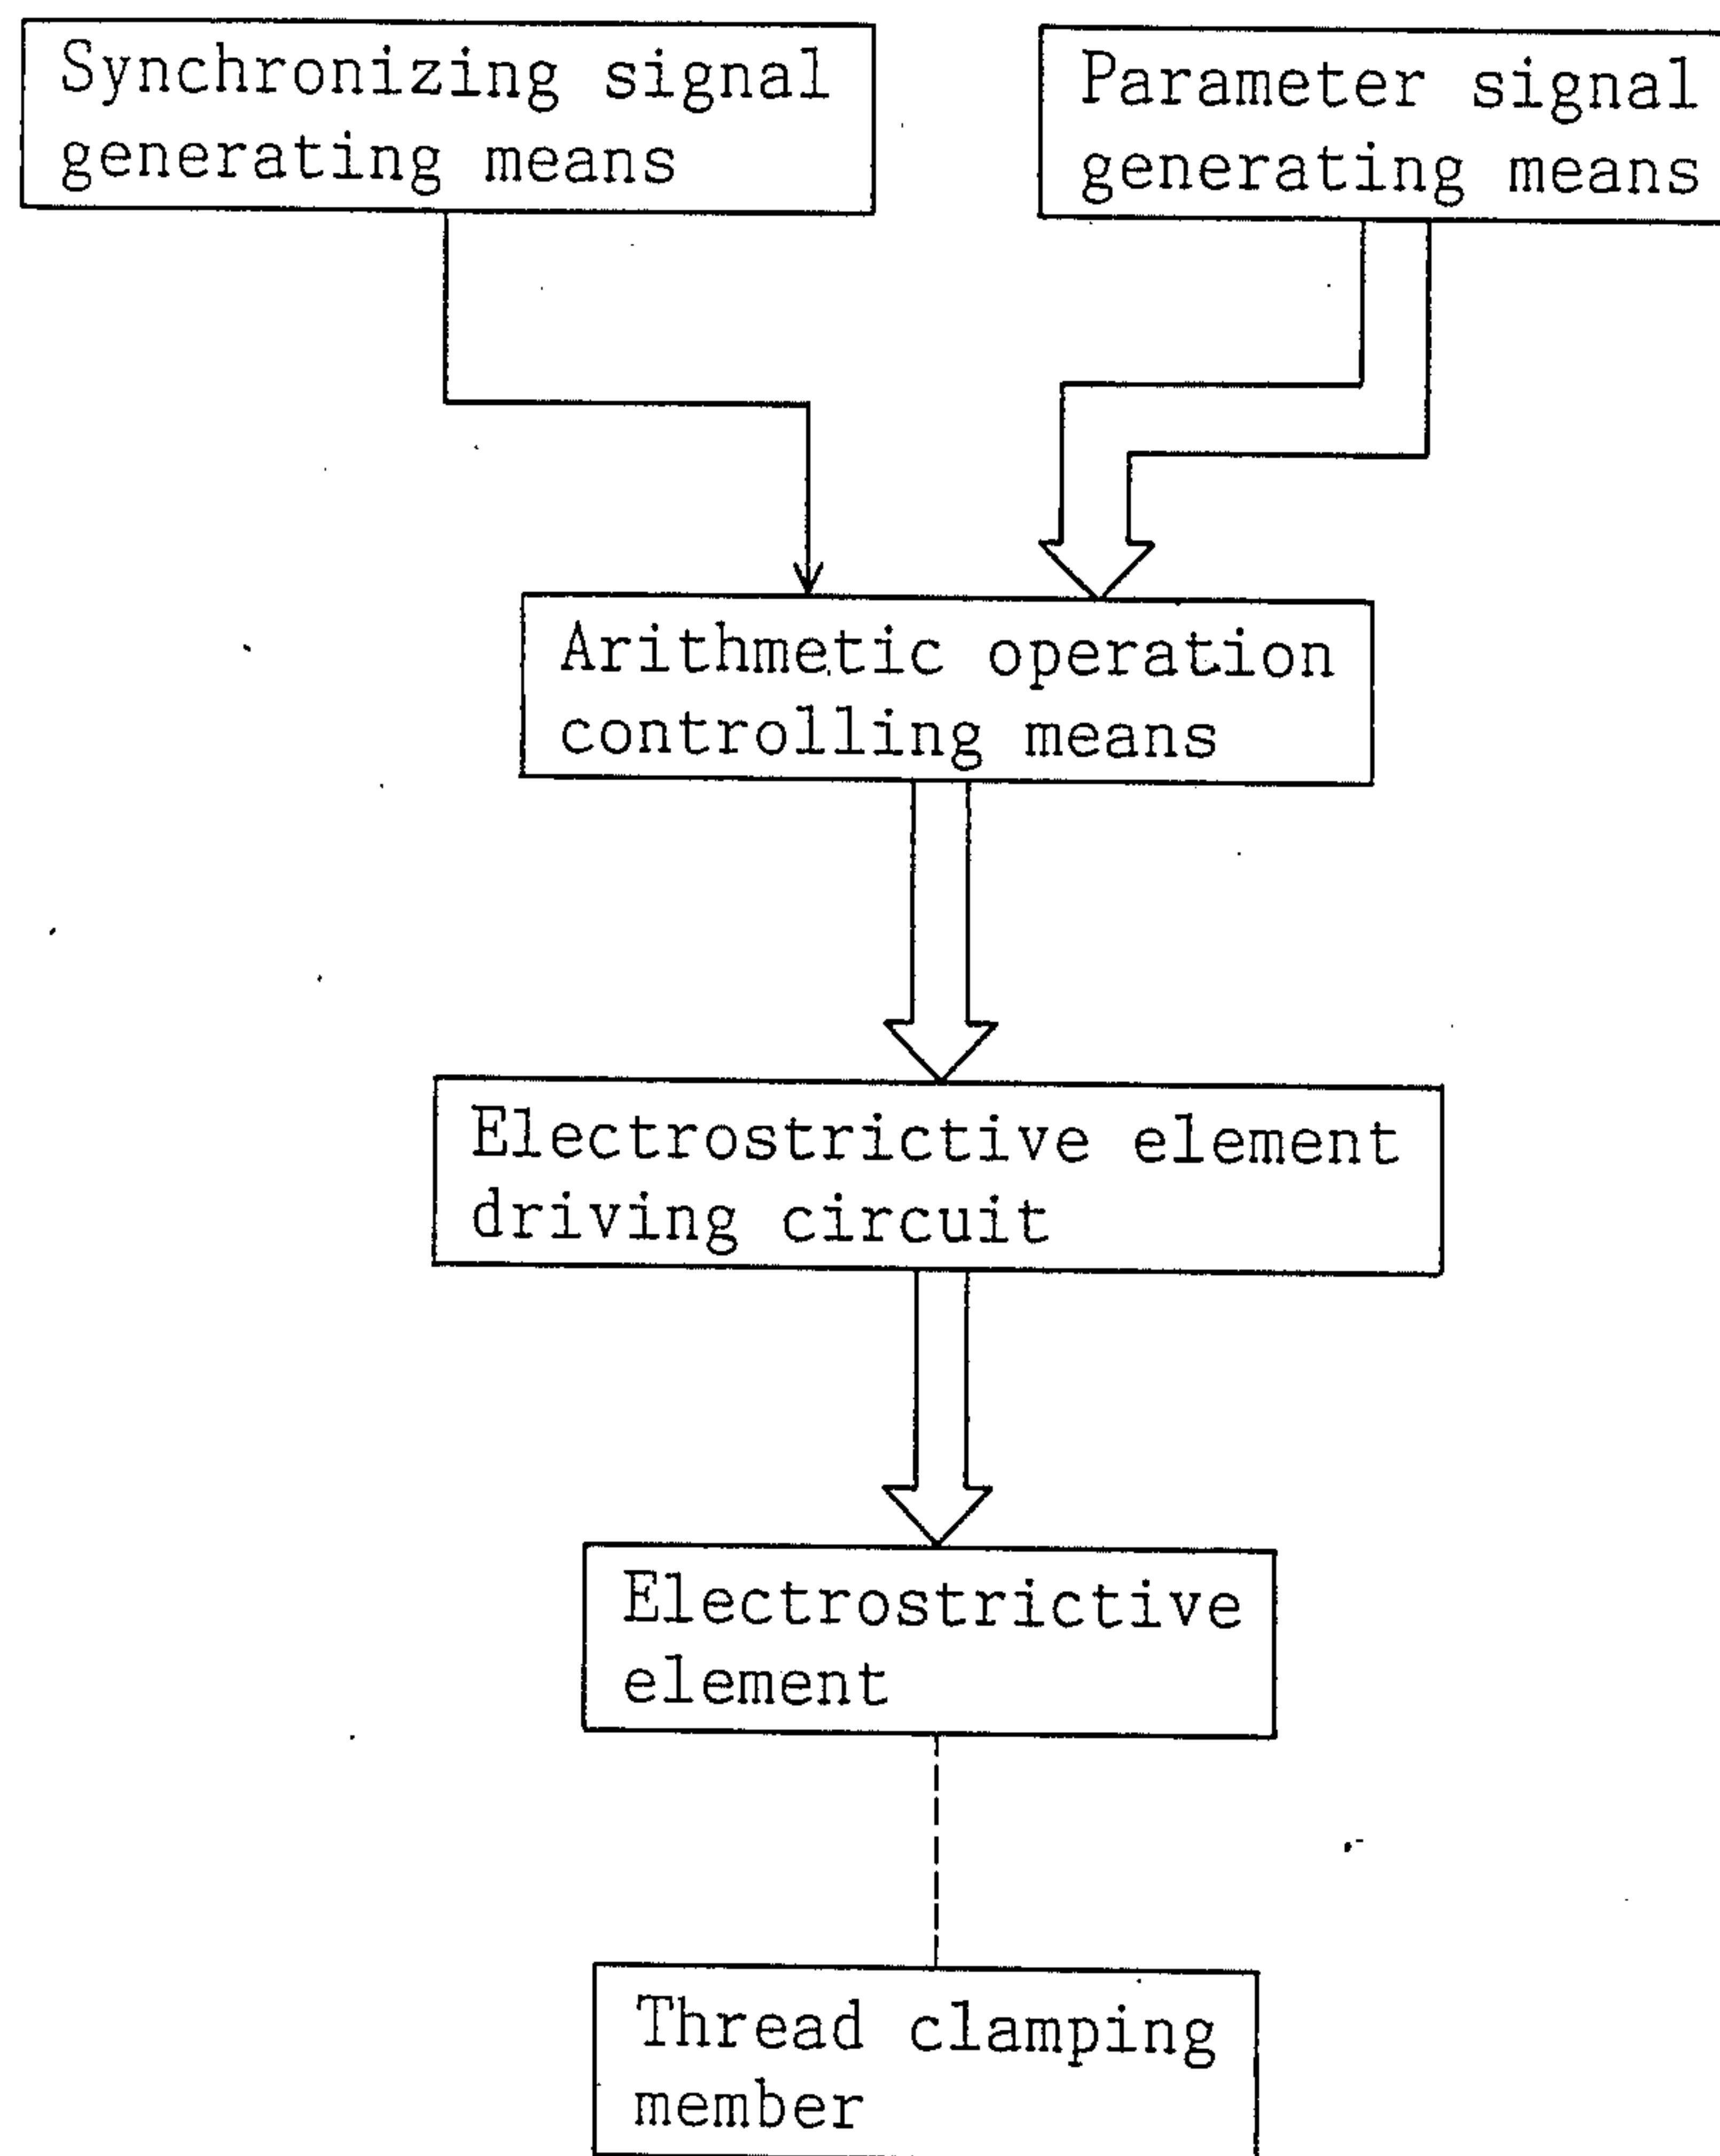 Synchronizing signal
generating means
Parameter signal
generating means
Arithmetic operation
controlling means
Electrostrictive element
driving circuit
Electrostrictive
element
Thread clamping
member